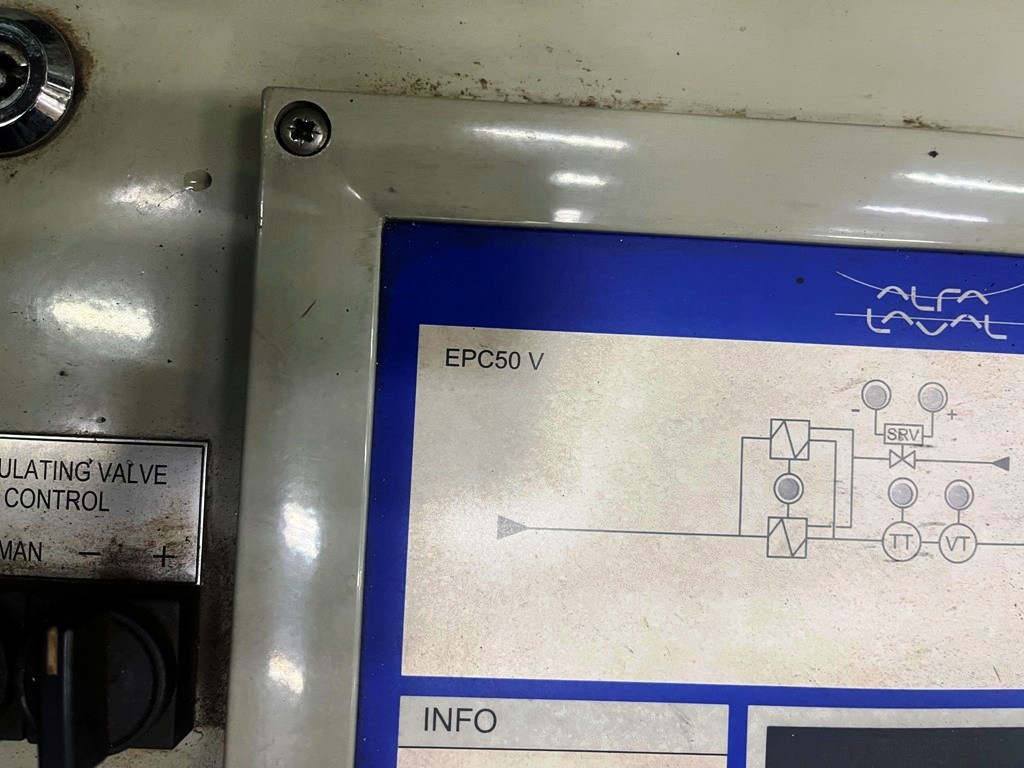 ALFA
LAVAL
EPC50 V
- +
SRV
ULATING VALVE
CONTROL
TT VT
MAN - +
INFO